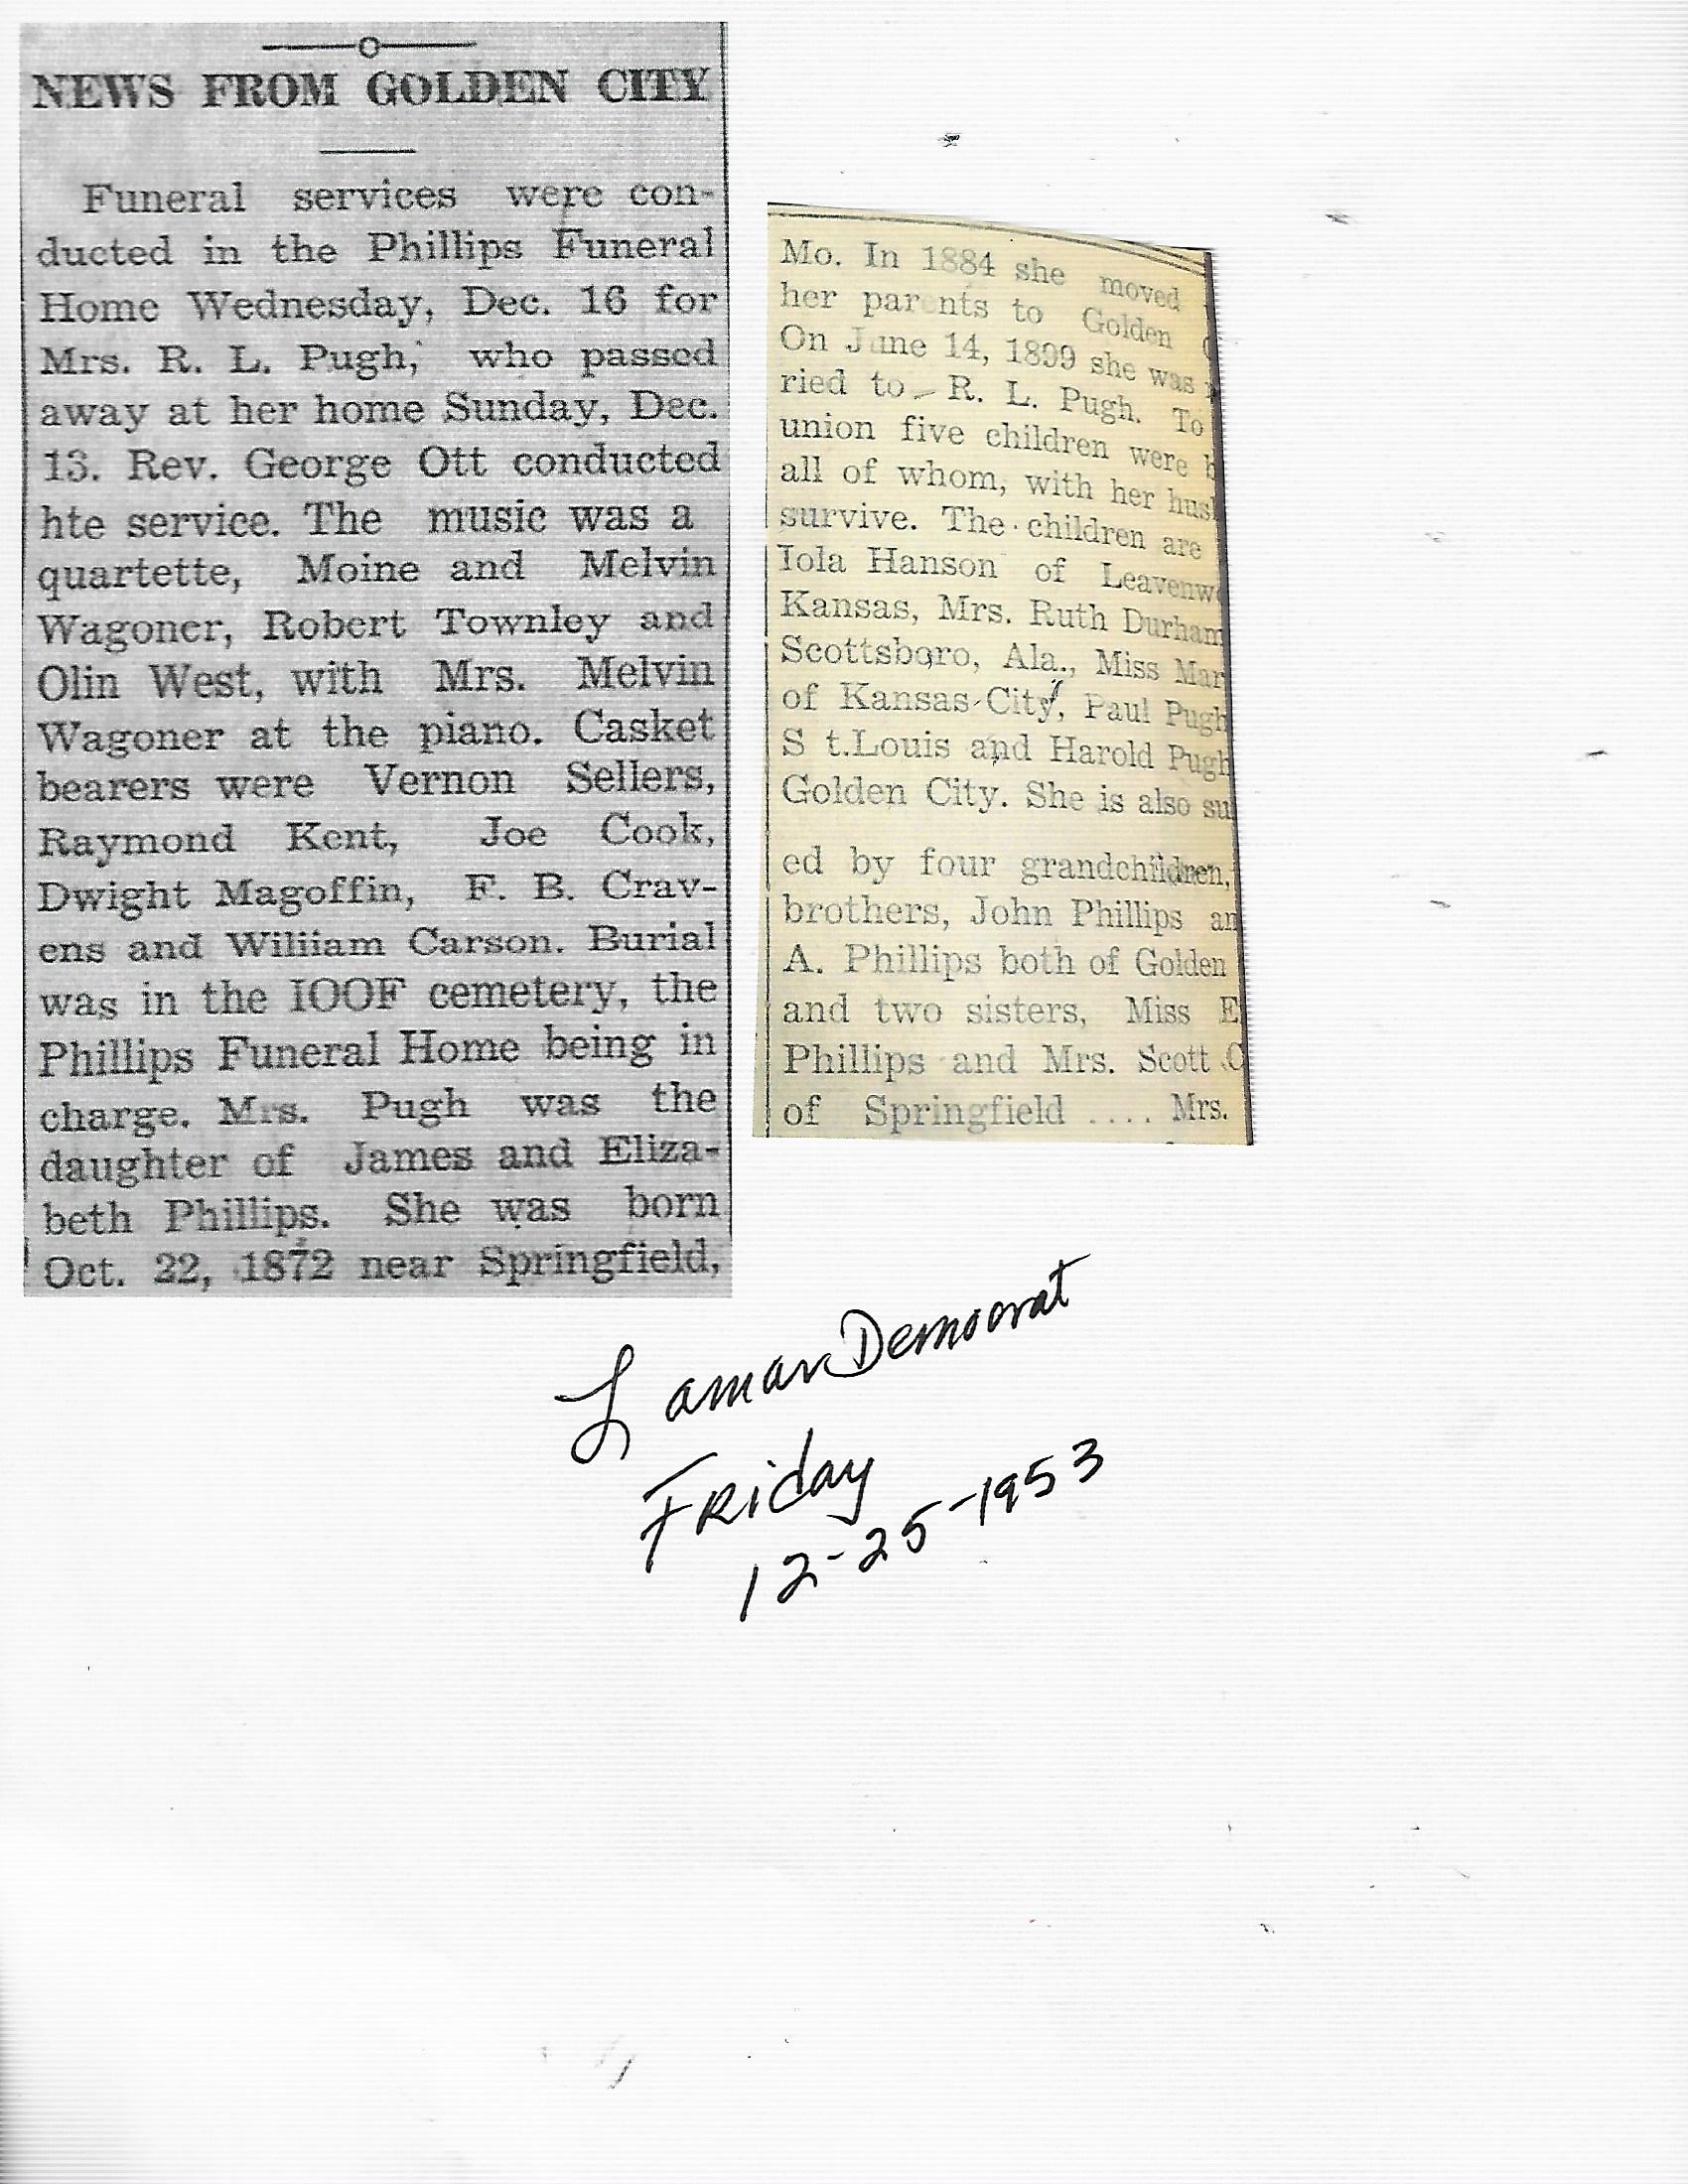 NEWS FROM GOLDEN CITY
Funeral services were con-
ducted in the Phillips Funeral
Home Wednesday, Dec. 16 for
Mrs. R. L. Pugh, who passed
away at her home Sunday, Dec.
13. Rev. George Ott conducted
hte service. The music was a
quartette, Moine and Melvin
Wagoner, Robert Townley and
Olin West, with Mrs. Melvin
Wagoner at the piano. Casket
bearers were Vernon Sellers,
Raymond Kent, Joe Cook,
Dwight Magoffin, F. B. Crav-
ens and William Carson. Burial
was in the IOOF cemetery, the
Phillips Funeral Home being in
charge. Mrs. Pugh was the
daughter of James and Eliza-
beth Phillips. She was born
Oct. 22, 1872 near Springfield,
Mo. In 1884 she moved
her parents to Golden
On June 14, 1899 she was
ried to R. L. Pugh. To
union five children were
all of whom, with her
survive. The children are
Iola Hanson of
Kansas, Mrs. Ruth Durham
Scottsboro, Ala., Miss Mar
of Kansas City, Paul Pugh
S t.Louis and Harold Pugh
Golden City. She is also su
ed by four grandchildren,
brothers, John Phillips an
A. Phillips both of Golden
and two sisters, Miss E
Phillips and Mrs. Scott
of Springfield .... Mrs.
Lamar Democrat
Friday
12-25-1953